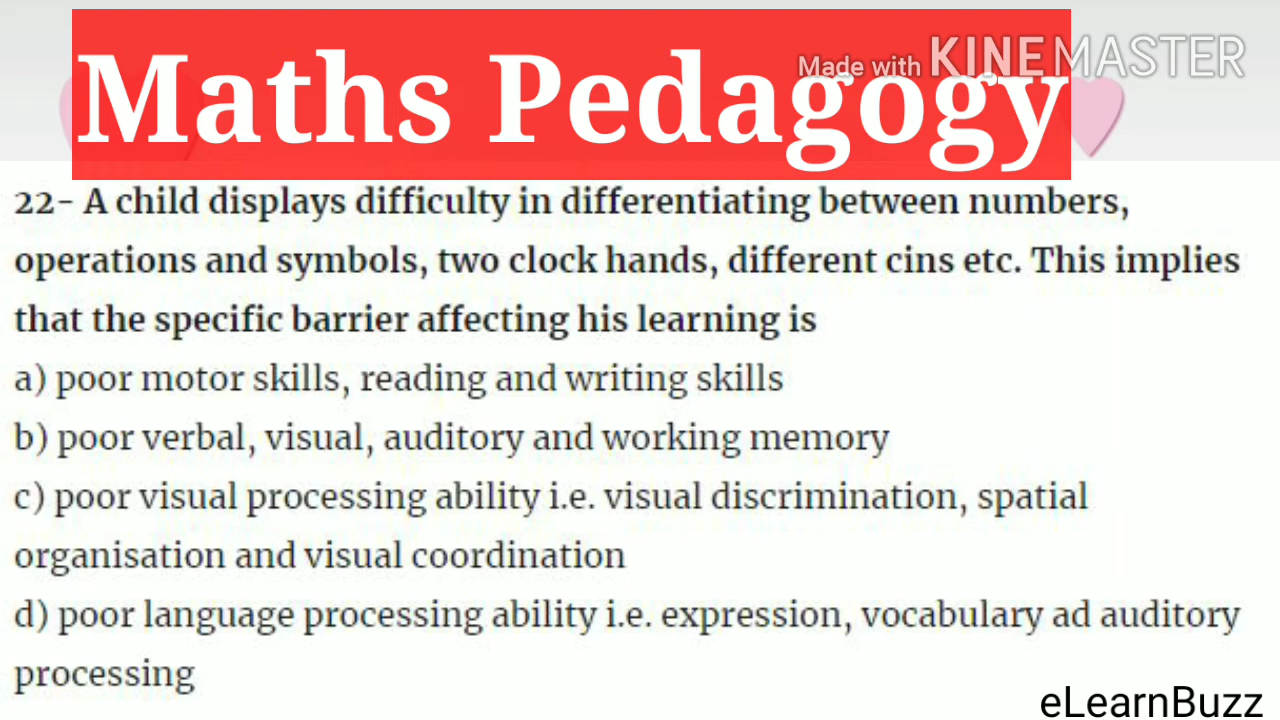 Maths Pedagogy
Made with KINEMASTER
22- A child displays difficulty in differentiating between numbers,
operations and symbols, two clock hands, different cins etc. This implies
that the specific barrier affecting his learning is
a) poor motor skills, reading and writing skills
b) poor verbal, visual, auditory and working memory
c) poor visual processing ability i.e. visual discrimination, spatial
organisation and visual coordination
d) poor language processing ability i.e. expression, vocabulary ad auditory
processing
eLearnBuzz